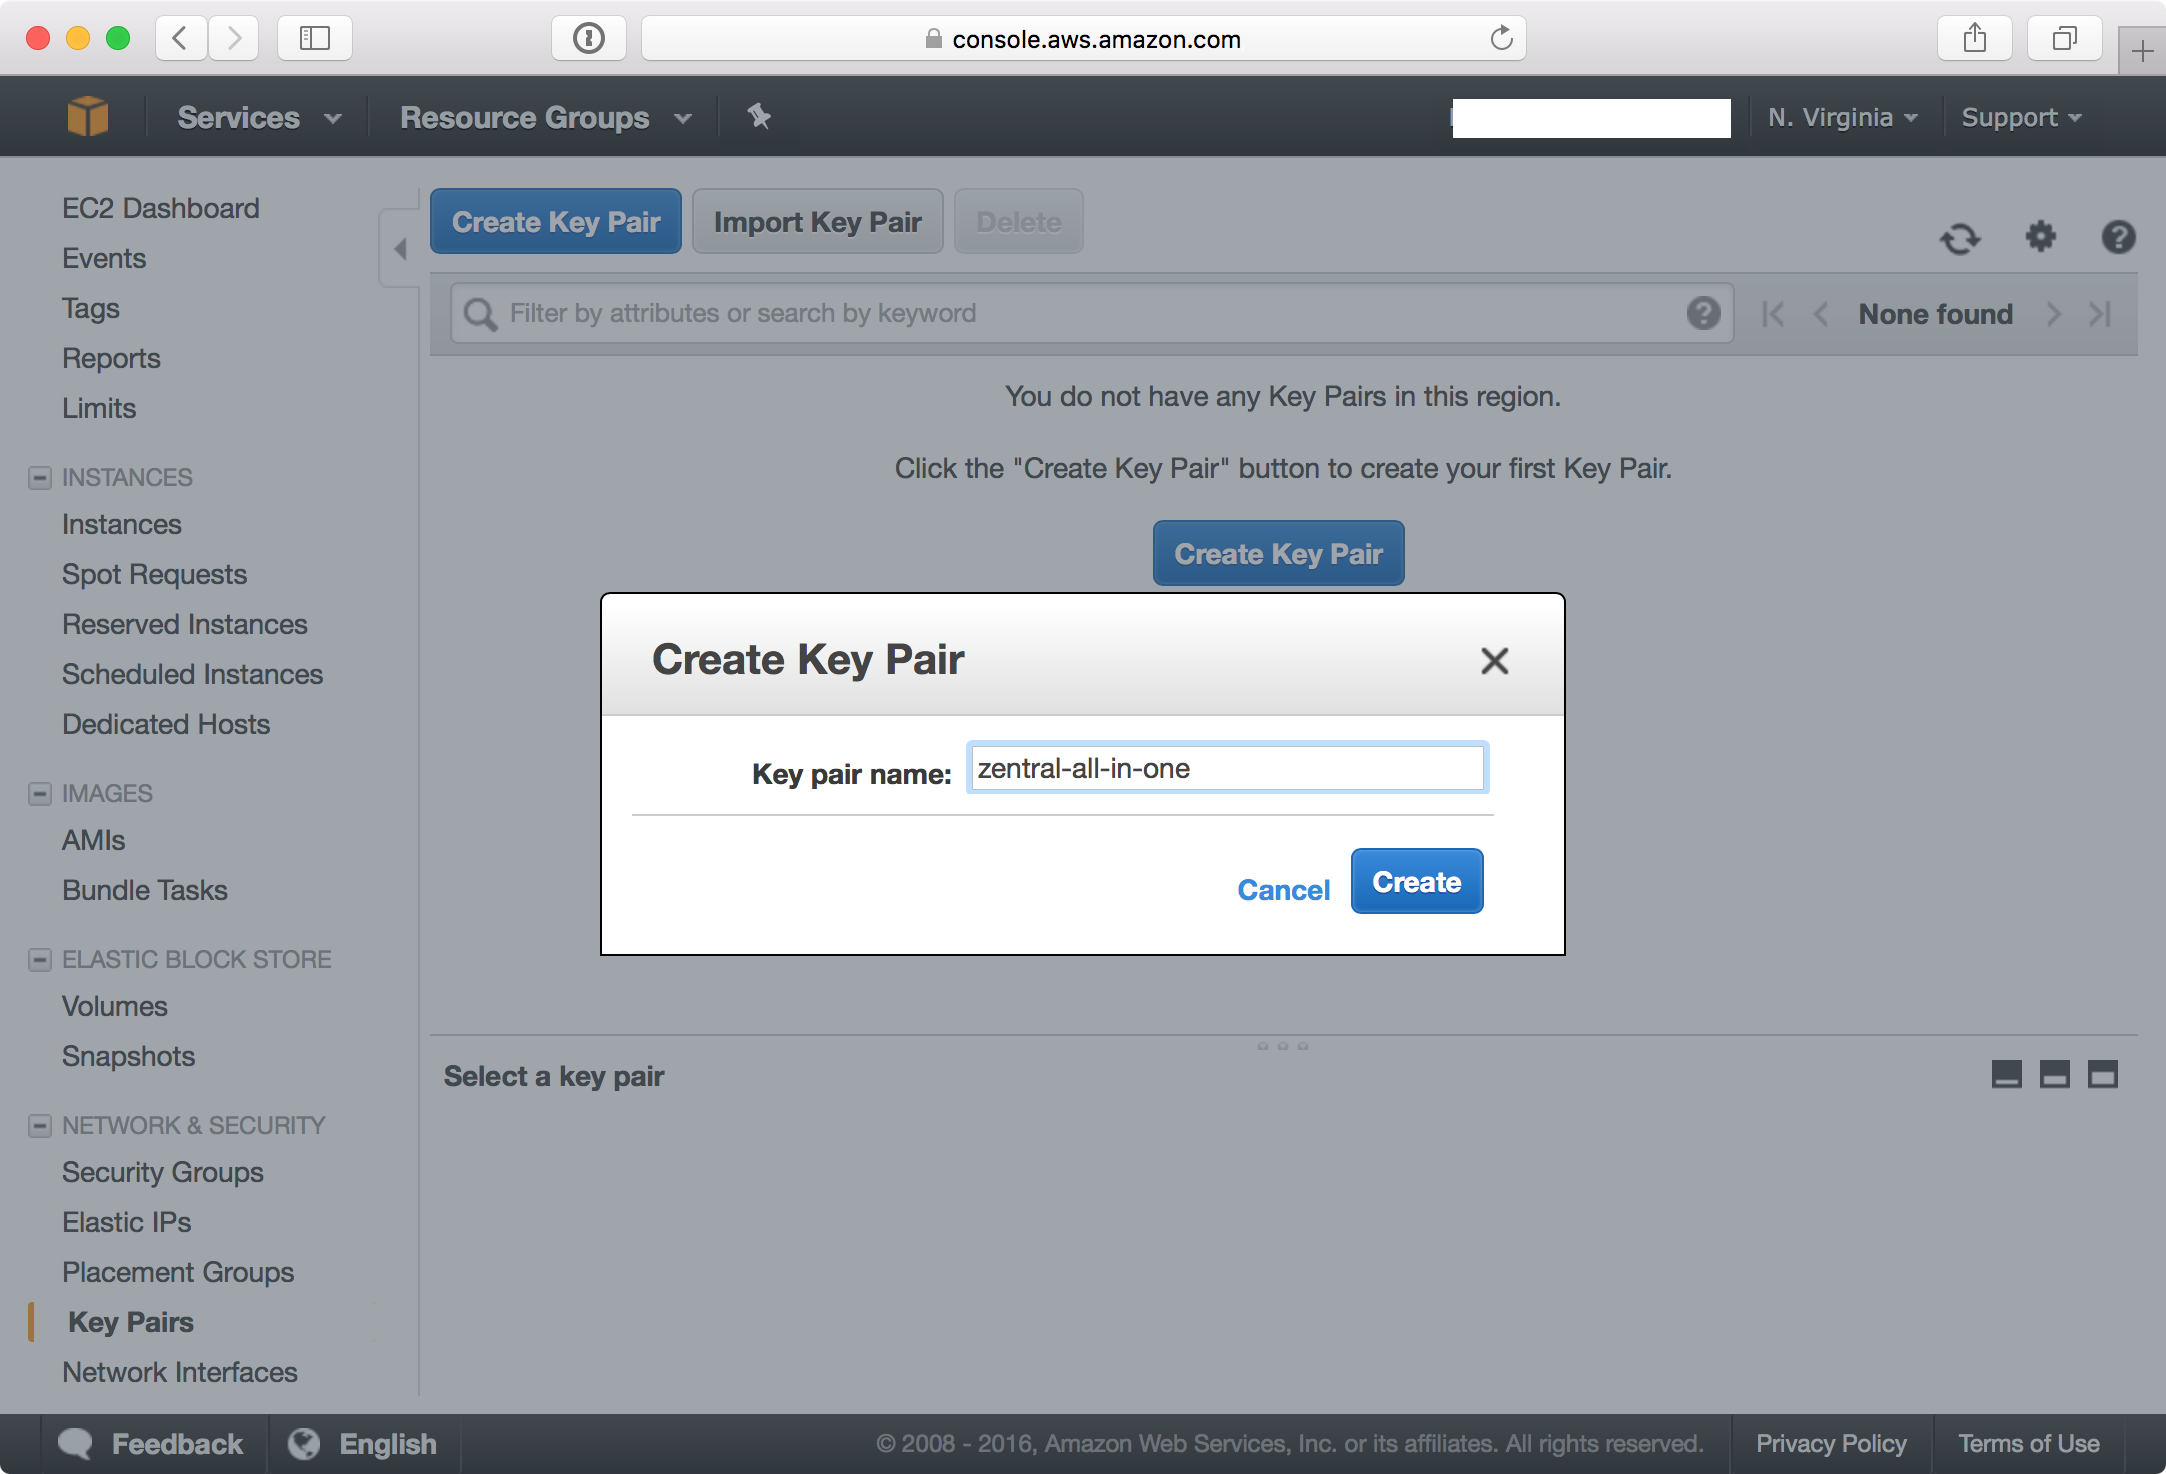 console.aws.amazon.com
Services
Resource Groups
N. Virginia
Support
EC2 Dashboard
Events
Tags
Reports
Limits
INSTANCES
Instances
Spot Requests
Reserved Instances
Scheduled Instances
Dedicated Hosts
IMAGES
AMIs
Bundle Tasks
ELASTIC BLOCK STORE
Volumes
Snapshots
NETWORK & SECURITY
Security Groups
Elastic IPs
Placement Groups
Key Pairs
Network Interfaces
Create Key Pair
Import Key Pair
Delete
Filter by attributes or search by keyword
None found
You do not have any Key Pairs in this region.
Click the "Create Key Pair" button to create your first Key Pair.
Create Key Pair
Create Key Pair
Key pair name: zentral-all-in-one
Cancel
Create
Select a key pair
Feedback
English
© 2008 - 2016, Amazon Web Services, Inc. or its affiliates. All rights reserved.
Privacy Policy
Terms of Use